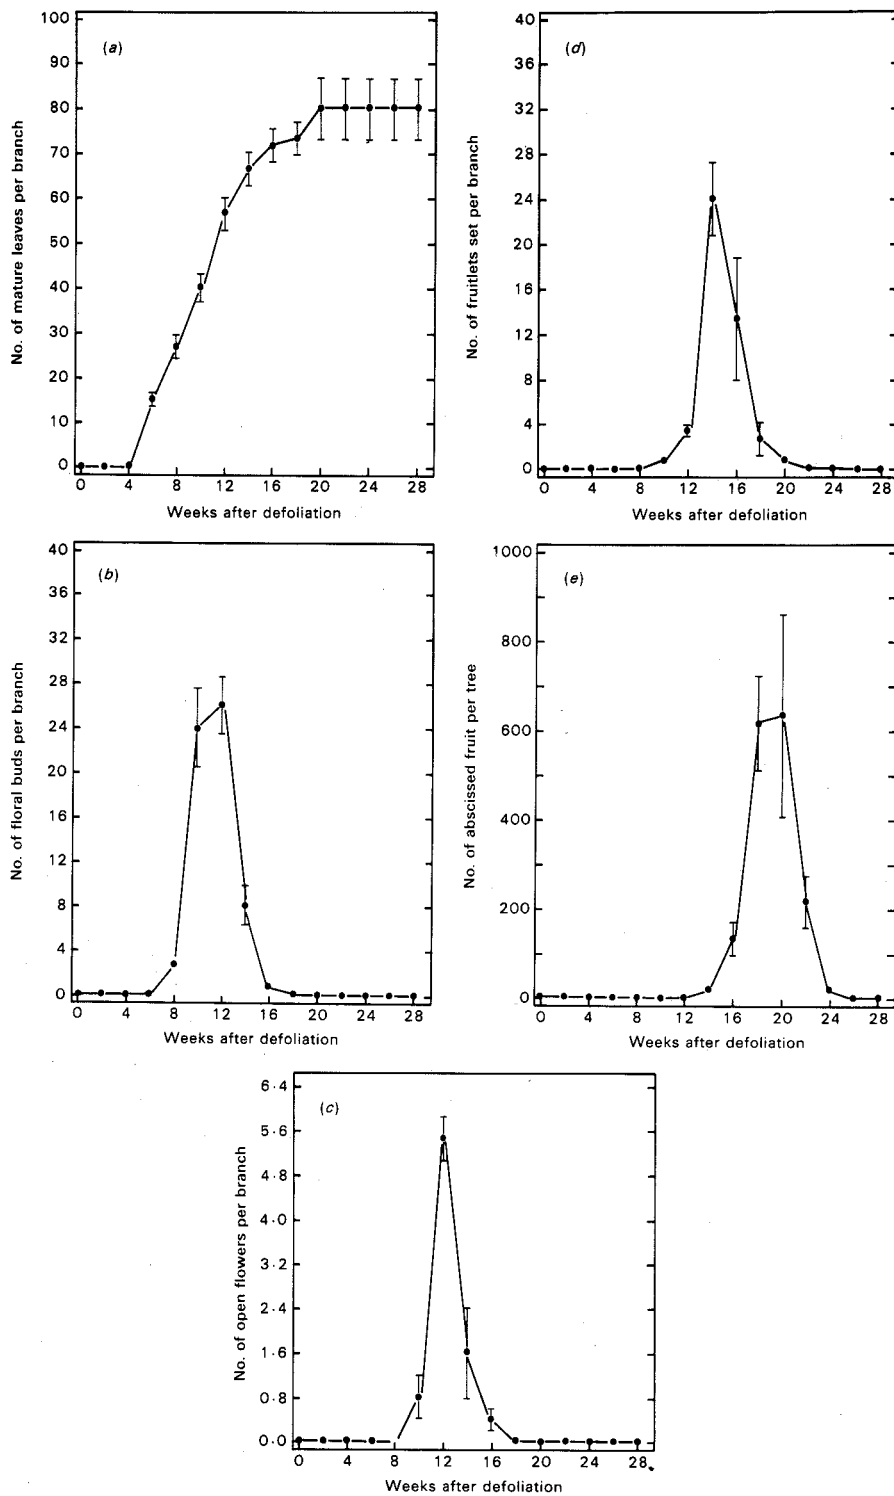 (a)
No. of mature leaves per branch
100
90
80
70
60
50
40
30
20
10
0
0 4 8 12 16 20 24 28
Weeks after defoliation
(b)
No. of floral buds per branch
40
36
32
28
24
20
16
12
8
4
0
0 4 8 12 16 20 24 28
Weeks after defoliation
(c)
No. of open flowers per branch
6·4
5·6
4·8
4·0
3·2
2·4
1·6
0·8
0·0
0 4 8 12 16 20 24 28
Weeks after defoliation
(d)
No. of fruitlets set per branch
40
36
32
28
24
20
16
12
8
4
0
0 4 8 12 16 20 24 28
Weeks after defoliation
(e)
No. of abscissed fruit per tree
1000
800
600
400
200
0
0 4 8 12 16 20 24 28
Weeks after defoliation